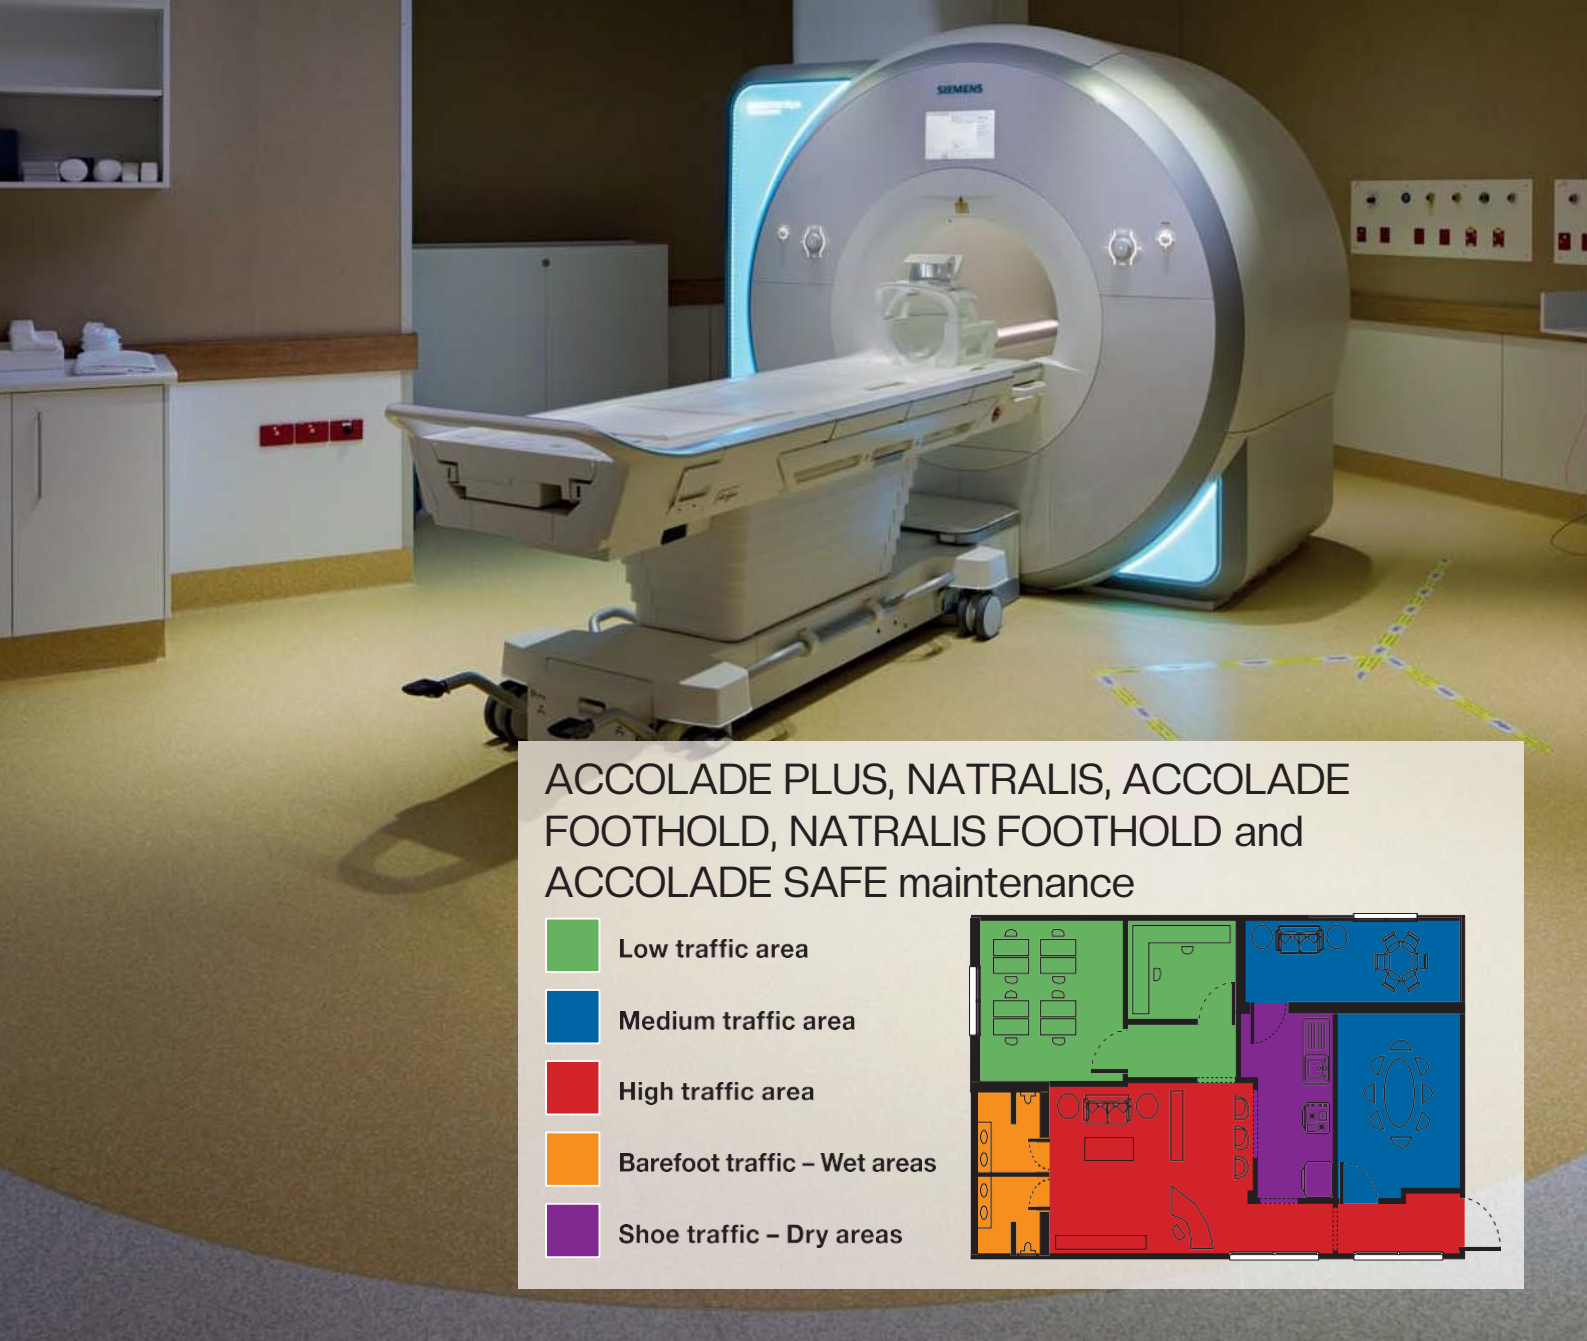 SIEMENS
ACCOLADE PLUS, NATRALIS, ACCOLADE
FOOTHOLD, NATRALIS FOOTHOLD and
ACCOLADE SAFE maintenance
Low traffic area
Medium traffic area
High traffic area
Barefoot traffic – Wet areas
Shoe traffic – Dry areas